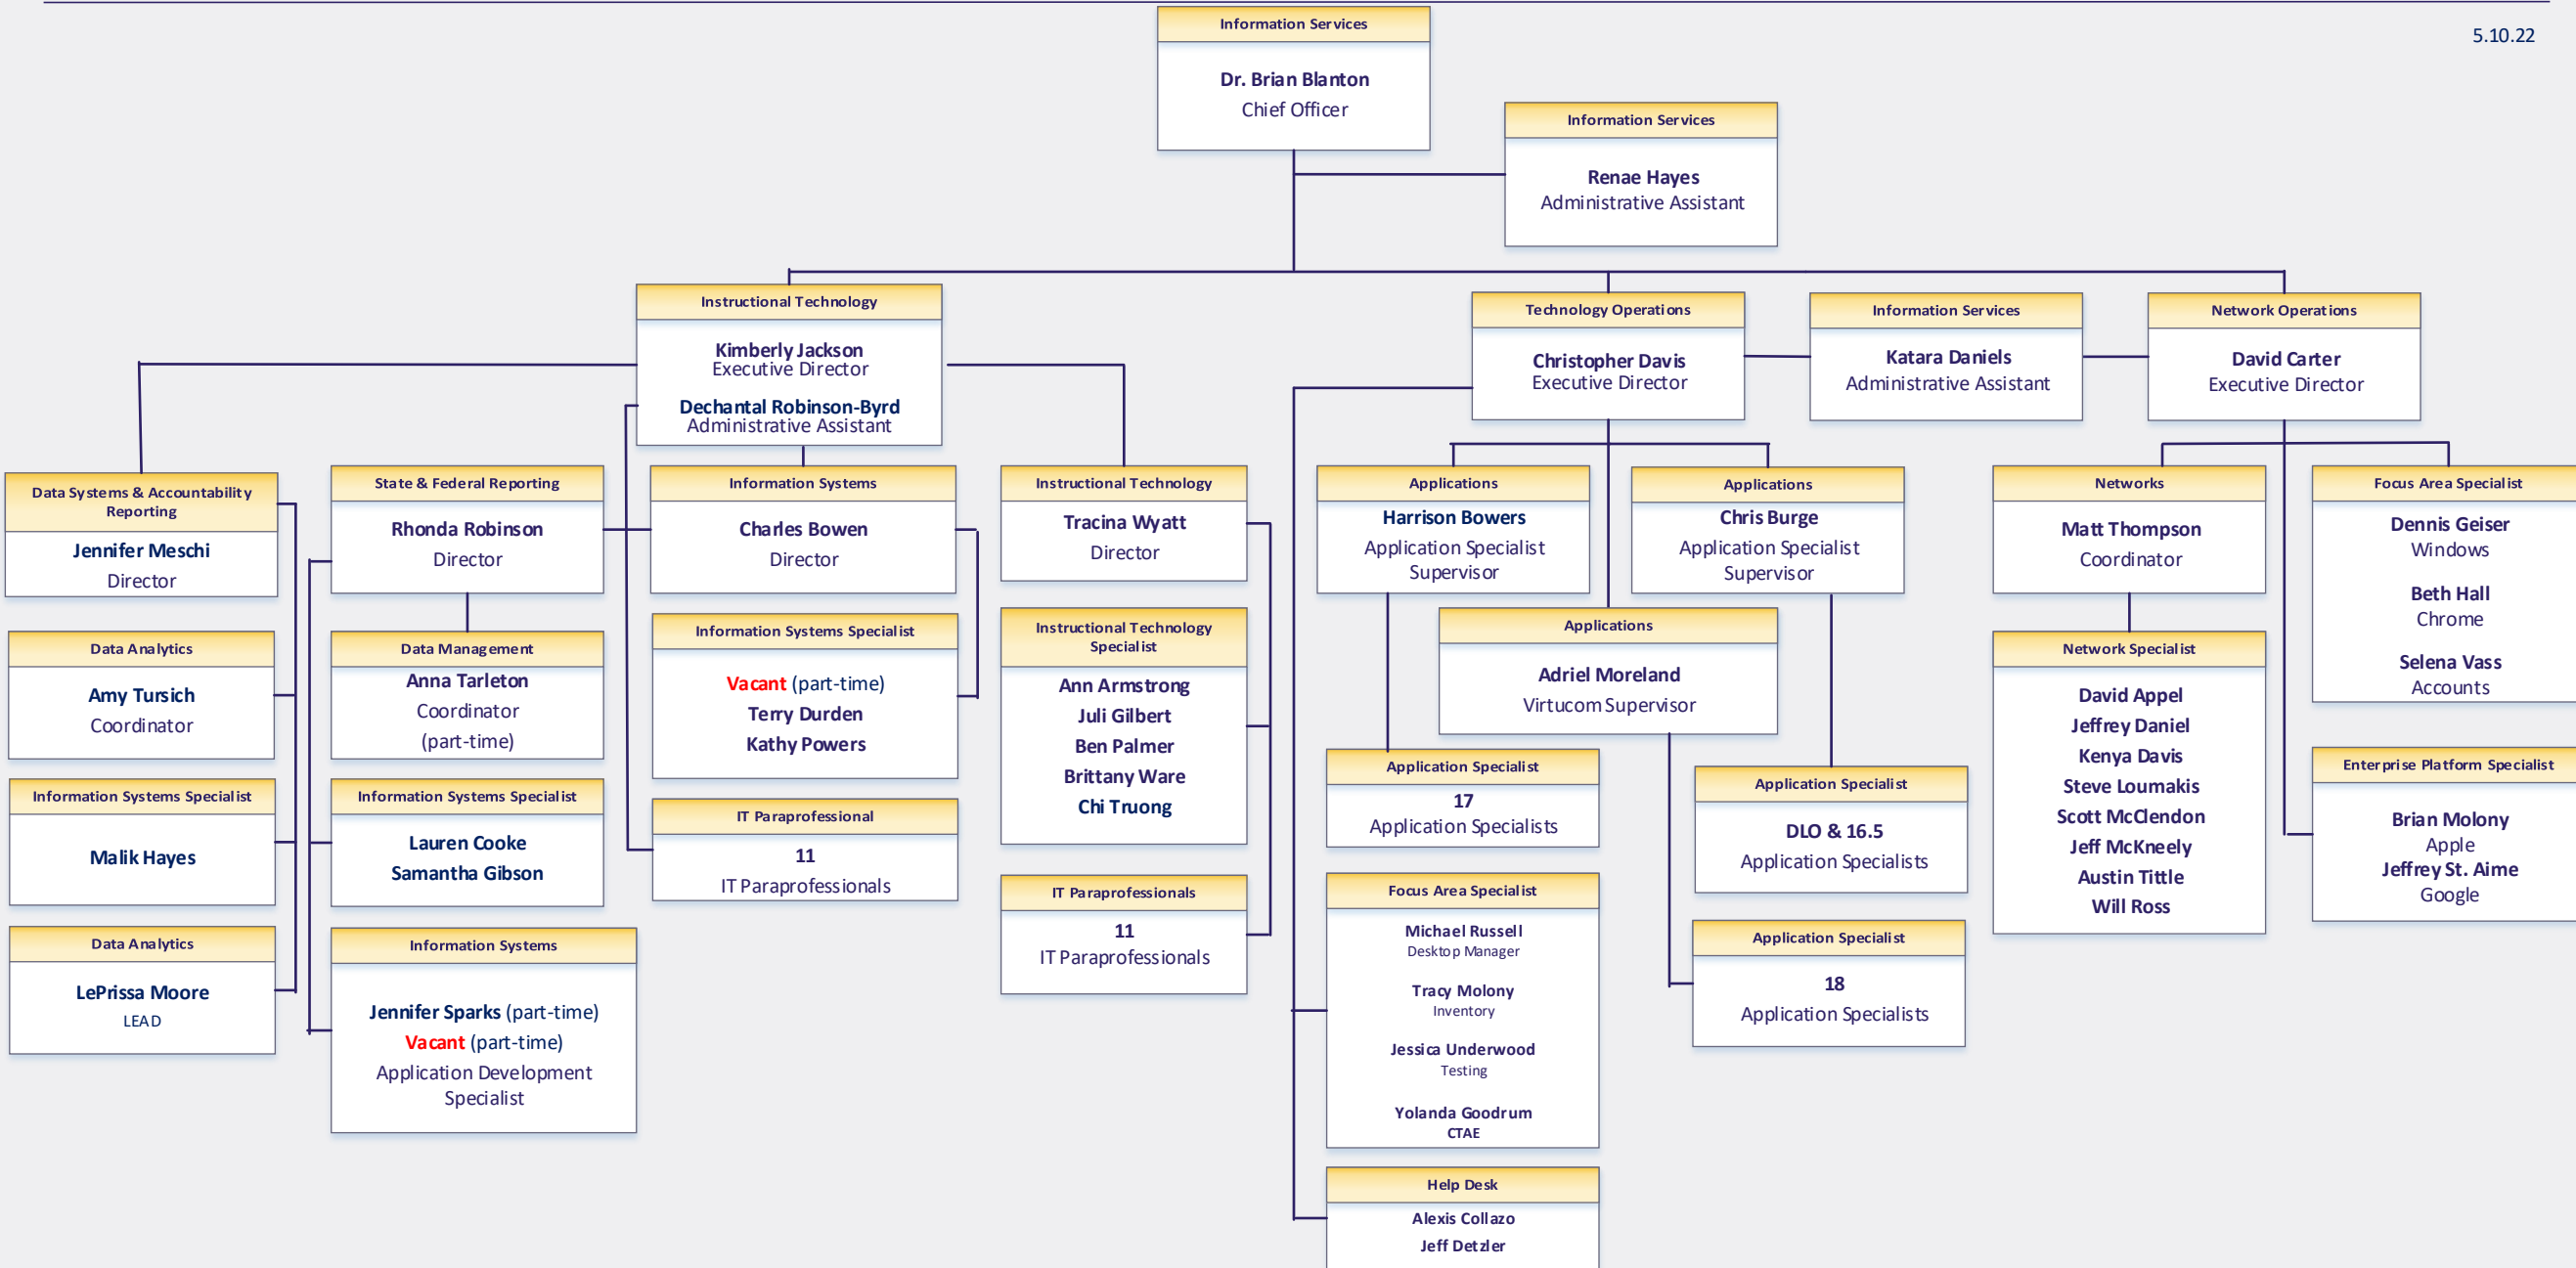 5.10.22
Information Services
Dr. Brian Blanton
Chief Officer
Information Services
Renae Hayes
Administrative Assistant
Instructional Technology
Kimberly Jackson
Executive Director
Dechantal Robinson-Byrd
Administrative Assistant
Technology Operations
Christopher Davis
Executive Director
Information Services
Katara Daniels
Administrative Assistant
Network Operations
David Carter
Executive Director
Data Systems & Accountability
Reporting
Jennifer Meschi
Director
State & Federal Reporting
Rhonda Robinson
Director
Information Systems
Charles Bowen
Director
Instructional Technology
Tracina Wyatt
Director
Applications
Harrison Bowers
Application Specialist
Supervisor
Applications
Chris Burge
Application Specialist
Supervisor
Networks
Matt Thompson
Coordinator
Focus Area Specialist
Dennis Geiser
Windows
Beth Hall
Chrome
Selena Vass
Accounts
Data Analytics
Amy Tursich
Coordinator
Data Management
Anna Tarleton
Coordinator
(part-time)
Information Systems Specialist
Vacant (part-time)
Terry Durden
Kathy Powers
Instructional Technology
Specialist
Ann Armstrong
Juli Gilbert
Ben Palmer
Brittany Ware
Chi Truong
Applications
Adriel Moreland
Virtucom Supervisor
Network Specialist
David Appel
Jeffrey Daniel
Kenya Davis
Steve Loumakis
Scott McClendon
Jeff McKneely
Austin Tittle
Will Ross
Information Systems Specialist
Malik Hayes
Information Systems Specialist
Lauren Cooke
Samantha Gibson
IT Paraprofessional
11
IT Paraprofessionals
IT Paraprofessionals
11
IT Paraprofessionals
Application Specialist
17
Application Specialists
Application Specialist
DLO & 16.5
Application Specialists
Enterprise Platform Specialist
Brian Molony
Apple
Jeffrey St. Aime
Google
Data Analytics
LePrissa Moore
LEAD
Information Systems
Jennifer Sparks (part-time)
Vacant (part-time)
Application Development
Specialist
Focus Area Specialist
Michael Russell
Desktop Manager
Tracy Molony
Inventory
Jessica Underwood
Testing
Yolanda Goodrum
CTAE
Application Specialist
18
Application Specialists
Help Desk
Alexis Collazo
Jeff Detzler